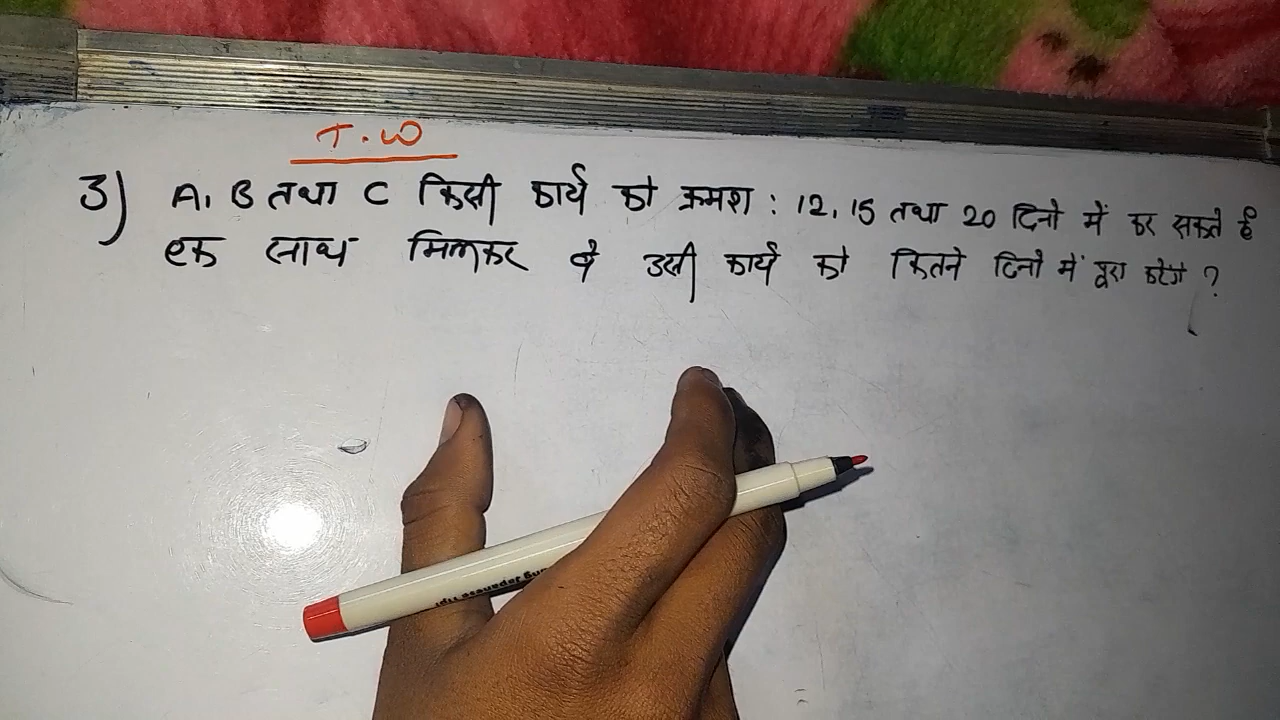 T.W
3) A, B तथा C किसी कार्य को क्रमश : 12, 15 तथा 20 दिनो में कर सकते है
एक साथ मिलकर वे उसी कार्य को कितने दिनो में पूरा करेगे ?